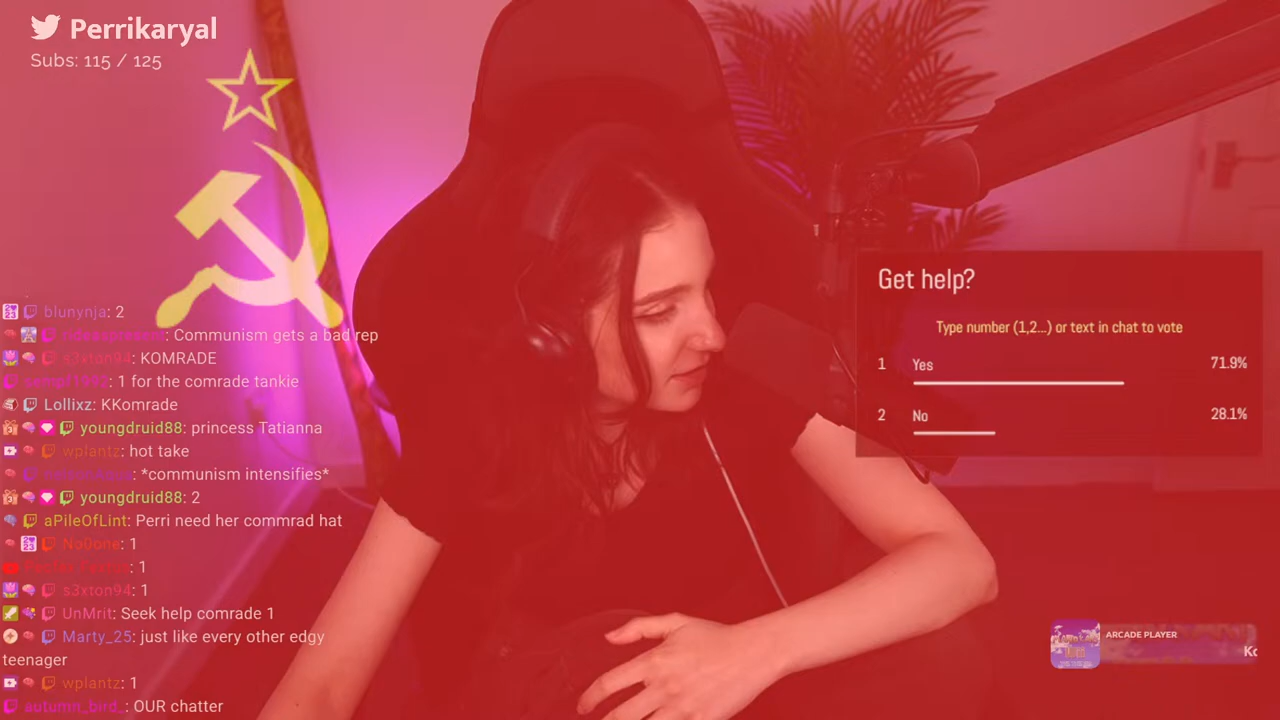 Perrikaryal
Subs: 115 / 125
Get help?
Type number (1,2...) or text in chat to vote
1 Yes 71.9%
2 No 28.1%
blunynja: 2
: Communism gets a bad rep
s3xton94: KOMRADE
: 1 for the comrade tankie
Lollixz: KKomrade
youngdruid88: princess Tatianna
wplantz: hot take
: *communism intensifies*
youngdruid88: 2
aPileOfLint: Perri need her commrad hat
No0one: 1
: 1
s3xton94: 1
UnMrit: Seek help comrade 1
Marty_25: just like every other edgy
teenager
wplantz: 1
autumn_bird_: OUR chatter
ARCADE PLAYER
Ko